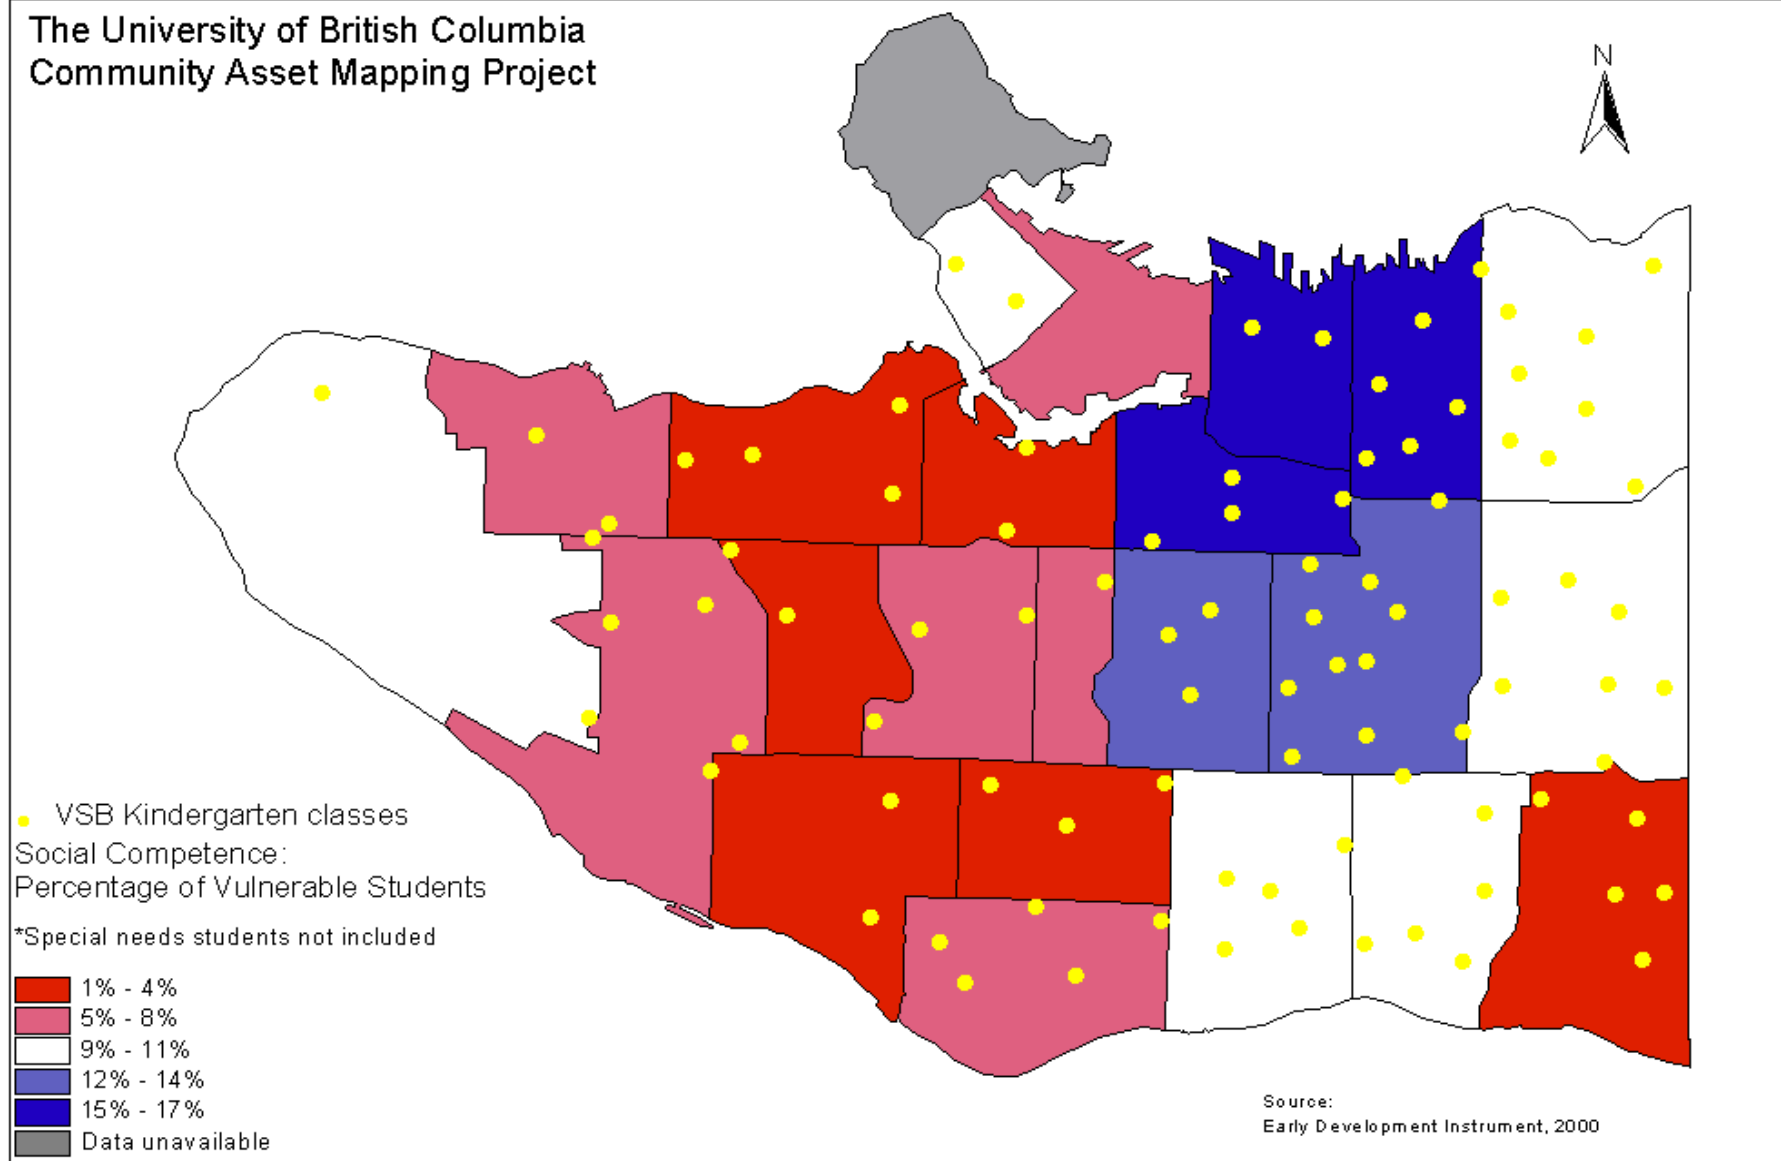 The University of British Columbia
Community Asset Mapping Project
N
VSB Kindergarten classes
Social Competence:
Percentage of Vulnerable Students
*Special needs students not included
1% - 4%
5% - 8%
9% - 11%
12% - 14%
15% - 17%
Data unavailable
Source:
Early Development Instrument, 2000